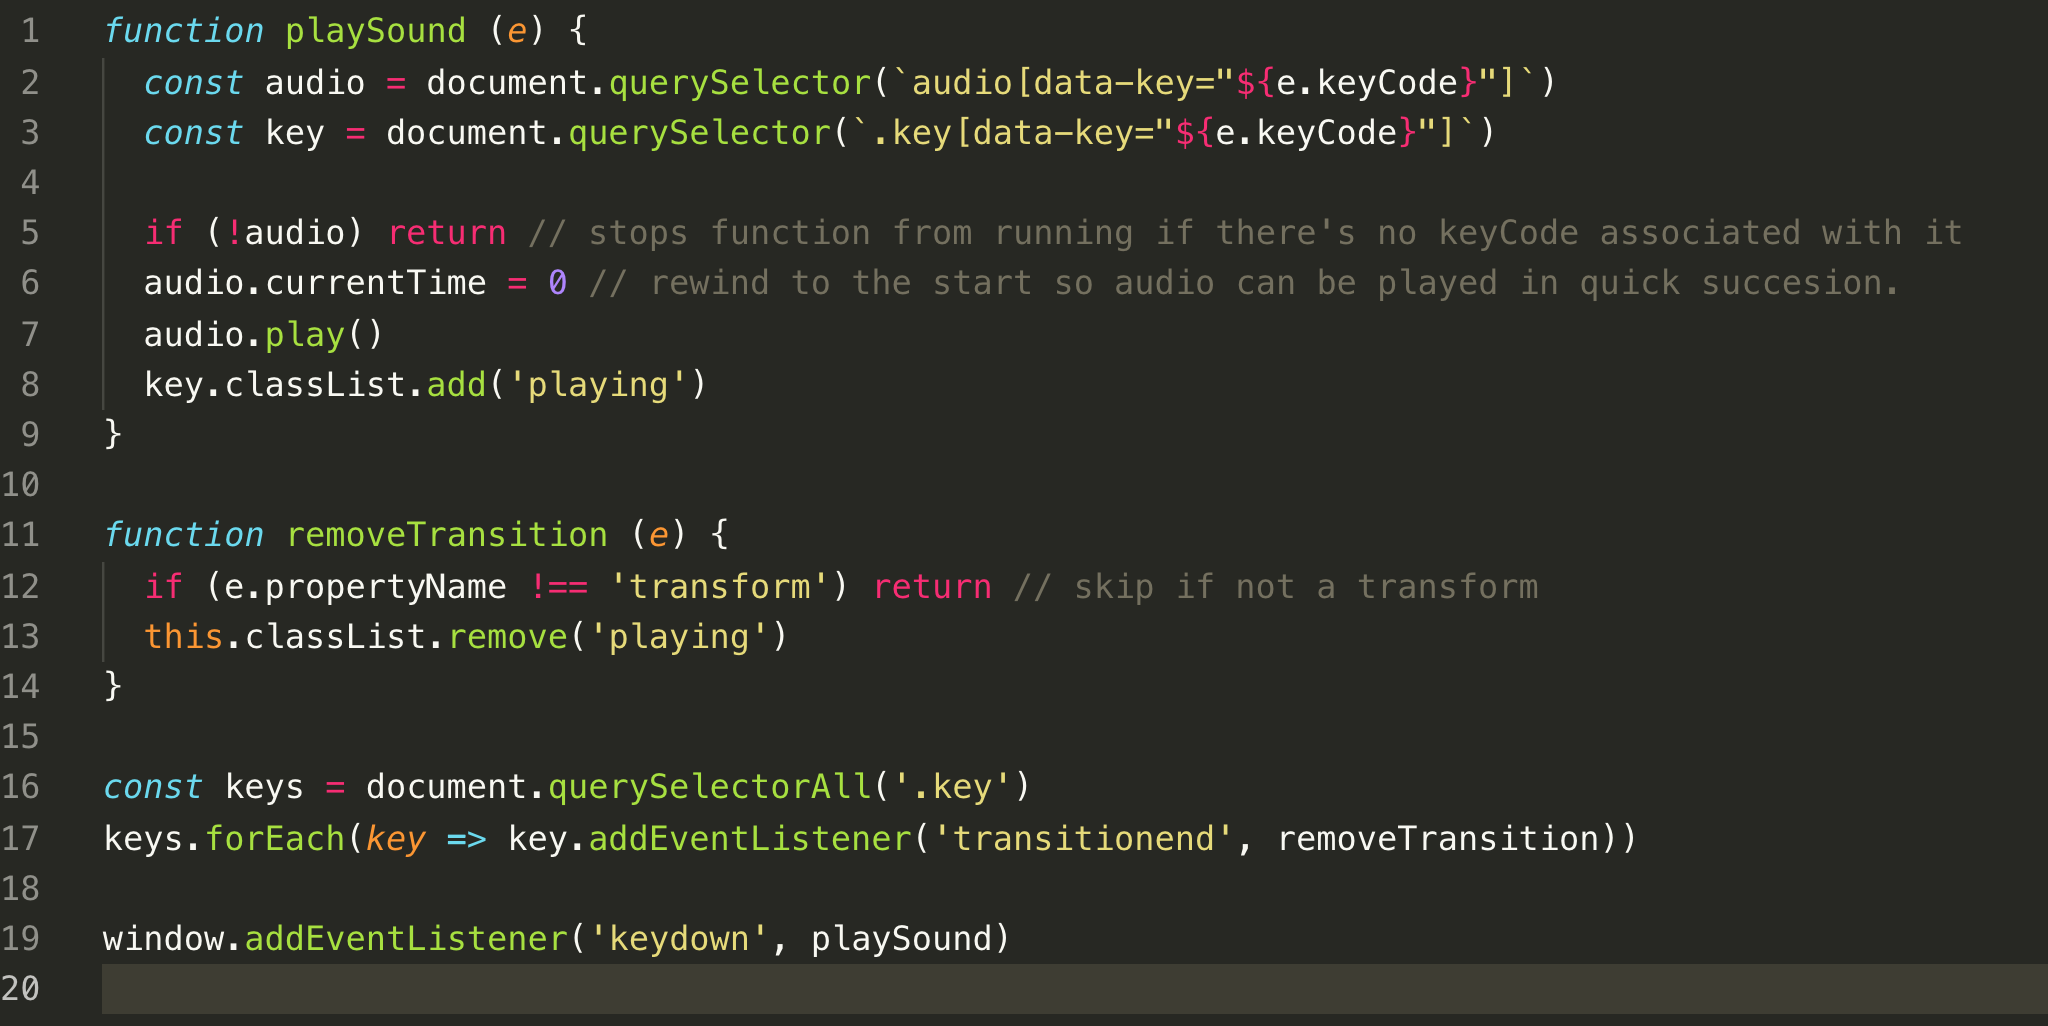 1 function playSound (e) {
2 const audio = document.querySelector(`audio[data-key="${e.keyCode}"]`)
3 const key = document.querySelector(`.key[data-key="${e.keyCode}"]`)
4
5 if (!audio) return // stops function from running if there's no keyCode associated with it
6 audio.currentTime = 0 // rewind to the start so audio can be played in quick succesion.
7 audio.play()
8 key.classList.add('playing')
9 }
10
11 function removeTransition (e) {
12 if (e.propertyName !== 'transform') return // skip if not a transform
13 this.classList.remove('playing')
14 }
15
16 const keys = document.querySelectorAll('.key')
17 keys.forEach(key => key.addEventListener('transitionend', removeTransition))
18
19 window.addEventListener('keydown', playSound)
20